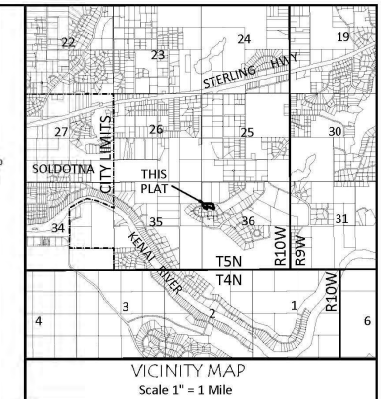 22
23
24
19
STERLING HWY
27
26
25
30
CITY LIMITS
SOLDOTNA
THIS
PLAT
34
35
36
31
KENAI RIVER
R10W
R9W
T5N
T4N
R10W
4
3
2
1
6
VICINITY MAP
Scale 1" = 1 Mile